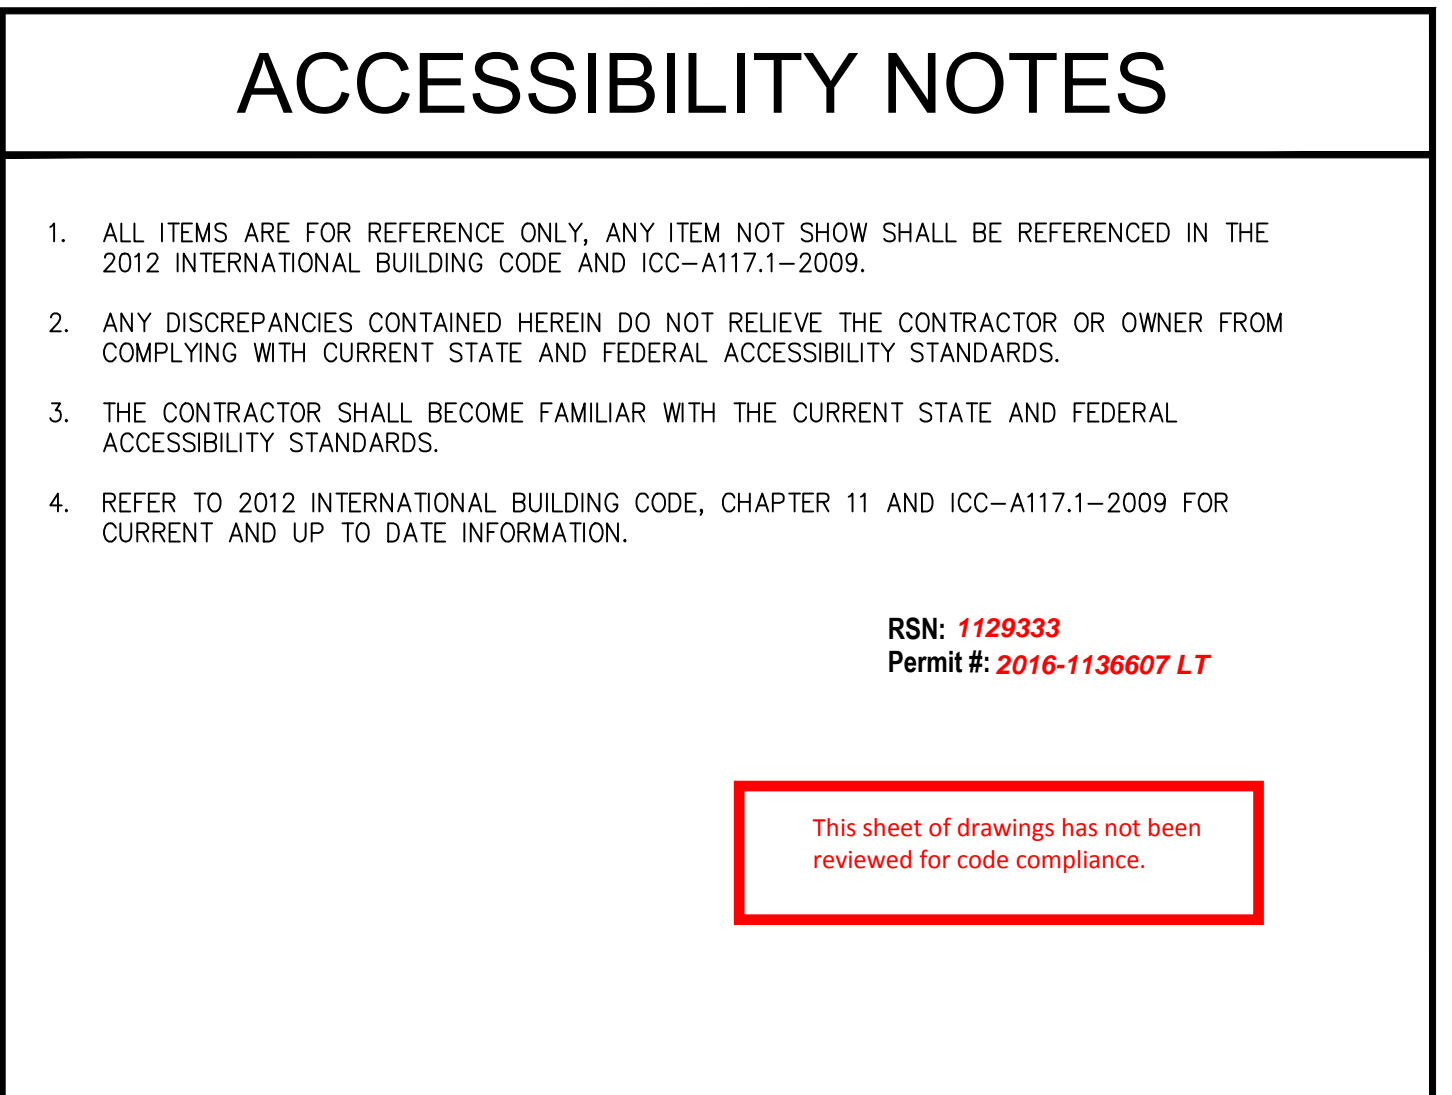 ACCESSIBILITY NOTES
1. ALL ITEMS ARE FOR REFERENCE ONLY, ANY ITEM NOT SHOW SHALL BE REFERENCED IN THE
2012 INTERNATIONAL BUILDING CODE AND ICC–A117.1–2009.
2. ANY DISCREPANCIES CONTAINED HEREIN DO NOT RELIEVE THE CONTRACTOR OR OWNER FROM
COMPLYING WITH CURRENT STATE AND FEDERAL ACCESSIBILITY STANDARDS.
3. THE CONTRACTOR SHALL BECOME FAMILIAR WITH THE CURRENT STATE AND FEDERAL
ACCESSIBILITY STANDARDS.
4. REFER TO 2012 INTERNATIONAL BUILDING CODE, CHAPTER 11 AND ICC–A117.1–2009 FOR
CURRENT AND UP TO DATE INFORMATION.
RSN: 1129333
Permit #: 2016-1136607 LT
This sheet of drawings has not been
reviewed for code compliance.